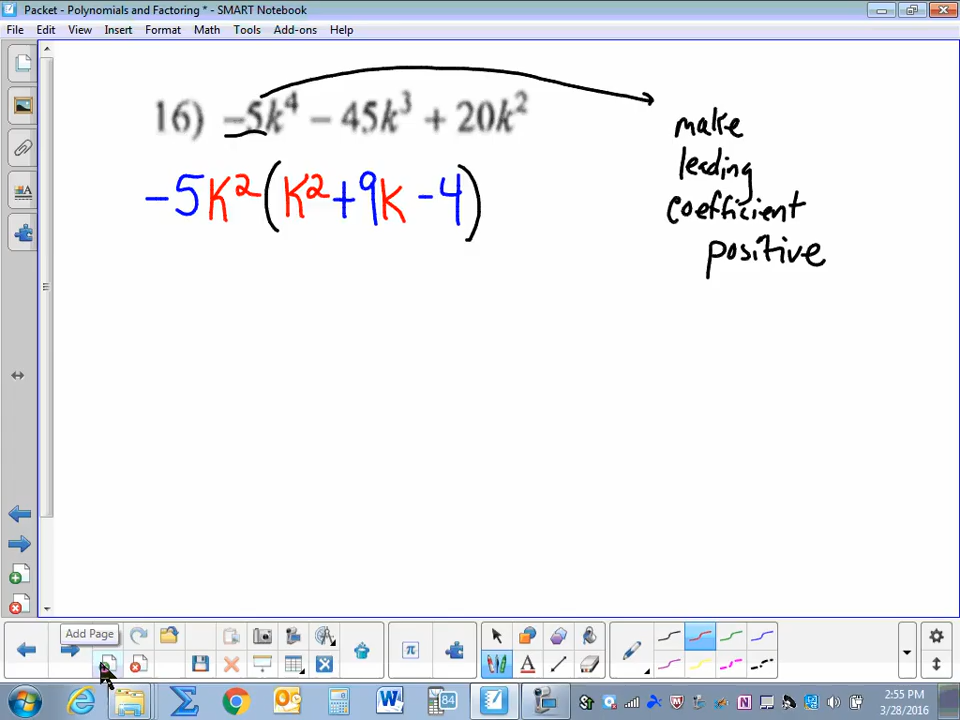 Packet - Polynomials and Factoring * - SMART Notebook
File Edit View Insert Format Math Tools Add-ons Help
16) −5k⁴ − 45k³ + 20k²
-5K²(K²+9K-4)
make
leading
coefficient
positive
Add Page
π
A
84
N
2:55 PM
3/28/2016